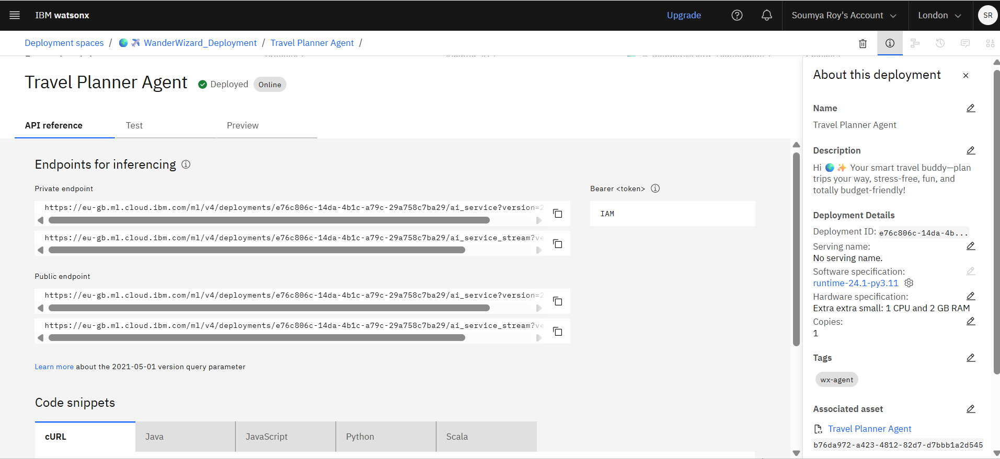 IBM watsonx
Upgrade
Soumya Roy's Account
London
SR
Deployment spaces / 🌍 ✈️ WanderWizard_Deployment / Travel Planner Agent /
Travel Planner Agent
Deployed
Online
API reference
Test
Preview
Endpoints for inferencing
Private endpoint
https://eu-gb.ml.cloud.ibm.com/ml/v4/deployments/e76c806c-14da-4b1c-a79c-29a758c7ba29/ai_service?version=2
https://eu-gb.ml.cloud.ibm.com/ml/v4/deployments/e76c806c-14da-4b1c-a79c-29a758c7ba29/ai_service_stream?ve
Bearer <token>
IAM
Public endpoint
https://eu-gb.ml.cloud.ibm.com/ml/v4/deployments/e76c806c-14da-4b1c-a79c-29a758c7ba29/ai_service?version=2
https://eu-gb.ml.cloud.ibm.com/ml/v4/deployments/e76c806c-14da-4b1c-a79c-29a758c7ba29/ai_service_stream?ve
Learn more about the 2021-05-01 version query parameter
Code snippets
cURL
Java
JavaScript
Python
Scala
About this deployment
Name
Travel Planner Agent
Description
Hi 🌍 ✨ Your smart travel buddy—plan
trips your way, stress-free, fun, and
totally budget-friendly!
Deployment Details
Deployment ID: e76c806c-14da-4b...
Serving name:
No serving name.
Software specification:
runtime-24.1-py3.11
Hardware specification:
Extra extra small: 1 CPU and 2 GB RAM
Copies:
1
Tags
wx-agent
Associated asset
Travel Planner Agent
b76da972-a423-4812-82d7-d7bbb1a2d545